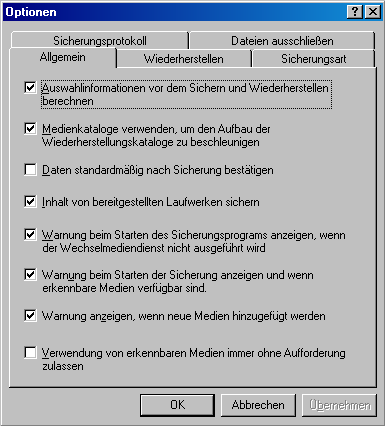 Optionen
Sicherungsprotokoll Dateien ausschließen
Allgemein Wiederherstellen Sicherungsart
Auswahlinformationen vor dem Sichern und Wiederherstellen
berechnen
Medienkataloge verwenden, um den Aufbau der
Wiederherstellungskataloge zu beschleunigen
Daten standardmäßig nach Sicherung bestätigen
Inhalt von bereitgestellten Laufwerken sichern
Warnung beim Starten des Sicherungsprograms anzeigen, wenn
der Wechselmediendienst nicht ausgeführt wird
Warnung beim Starten der Sicherung anzeigen und wenn
erkennbare Medien verfügbar sind.
Warnung anzeigen, wenn neue Medien hinzugefügt werden
Verwendung von erkennbaren Medien immer ohne Aufforderung
zulassen
OK Abbrechen Übernehmen